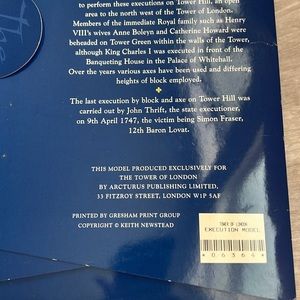 to perform these executions on Tower Hill, an open
area to the north west of the Tower of London.
Members of the immediate Royal family such as Henry
VIII's wives Anne Boleyn and Catherine Howard were
beheaded on Tower Green within the walls of the Tower,
although King Charles I was executed in front of the
Banqueting House in the Palace of Whitehall.
Over the years various axes have been used and differing
heights of block employed.
The last execution by block and axe on Tower Hill was
carried out by John Thrift, the state executioner,
on 9th April 1747, the victim being Simon Fraser,
12th Baron Lovat.
THIS MODEL PRODUCED EXCLUSIVELY FOR
THE TOWER OF LONDON
BY ARCTURUS PUBLISHING LIMITED,
33 FITZROY STREET, LONDON W1P 5AF
PRINTED BY GRESHAM PRINT GROUP
COPYRIGHT © KEITH NEWSTEAD
TOWER OF LONDON
EXECUTION MODEL
*06366*
the